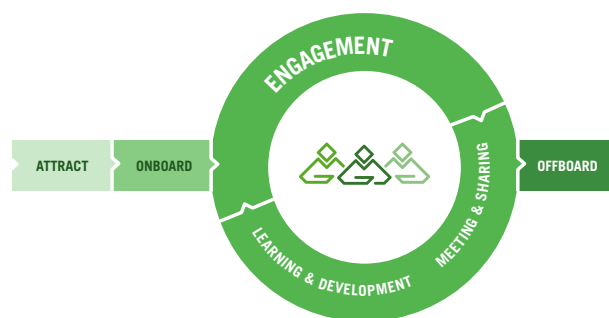 ATTRACT
ONBOARD
ENGAGEMENT
MEETING & SHARING
LEARNING & DEVELOPMENT
OFFBOARD